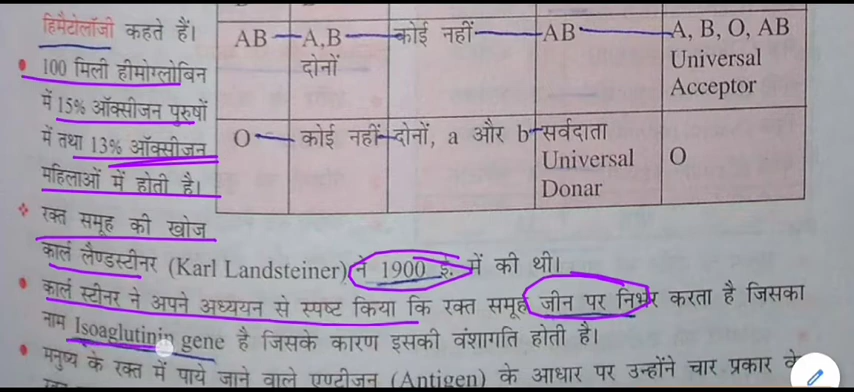 हिमैटोलॉजी कहते हैं।
AB A,B दोनों कोई नहीं AB A, B, O, AB Universal Acceptor
100 मिली हीमोग्लोबिन
में 15% ऑक्सीजन पुरुषों
में तथा 13% ऑक्सीजन
महिलाओं में होती है।
O कोई नहीं दोनों, a और b सर्वदाता Universal Donar O
रक्त समूह की खोज
कार्ल लैण्डस्टीनर (Karl Landsteiner) ने 1900 ई. में की थी।
कार्ल स्टीनर ने अपने अध्ययन से स्पष्ट किया कि रक्त समूह जीन पर निर्भर करता है जिसका
नाम Isoaglutinin gene है जिसके कारण इसकी वंशागति होती है।
मनुष्य के रक्त में पाये जाने वाले एण्टीजन (Antigen) के आधार पर उन्होंने चार प्रकार के